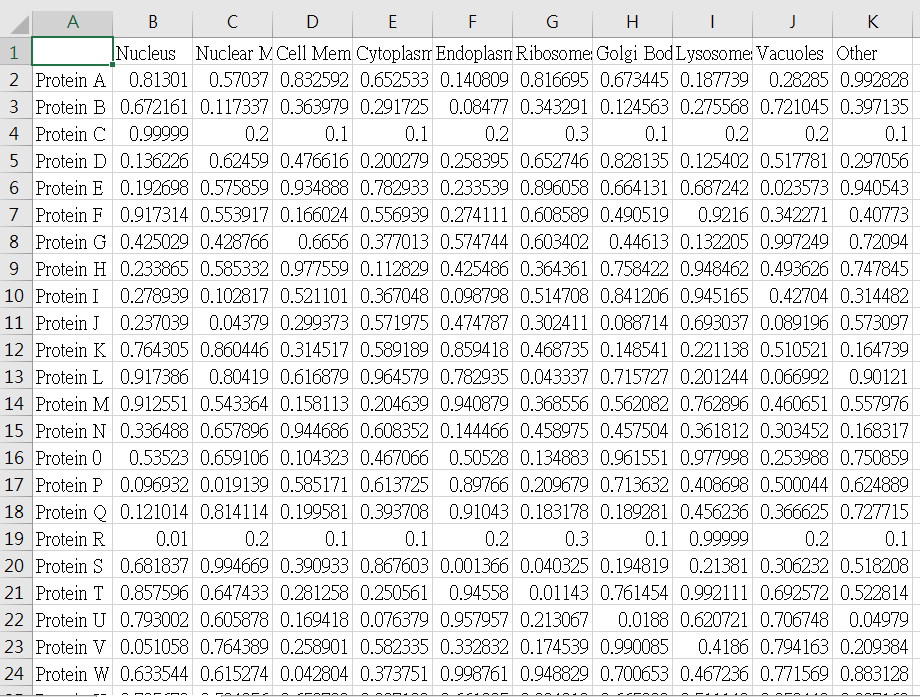 A B C D E F G H I J K
1 Nucleus Nuclear M Cell Mem Cytoplasm Endoplasm Ribosomes Golgi Bod Lysosomes Vacuoles Other
2 Protein A 0.81301 0.57037 0.832592 0.652533 0.140809 0.816695 0.673445 0.187739 0.28285 0.992828
3 Protein B 0.672161 0.117337 0.363979 0.291725 0.08477 0.343291 0.124563 0.275568 0.721045 0.397135
4 Protein C 0.99999 0.2 0.1 0.1 0.2 0.3 0.1 0.2 0.2 0.1
5 Protein D 0.136226 0.62459 0.476616 0.200279 0.258395 0.652746 0.828135 0.125402 0.517781 0.297056
6 Protein E 0.192698 0.575859 0.934888 0.782933 0.233539 0.896058 0.664131 0.687242 0.023573 0.940543
7 Protein F 0.917314 0.553917 0.166024 0.556939 0.274111 0.608589 0.490519 0.9216 0.342271 0.40773
8 Protein G 0.425029 0.428766 0.6656 0.377013 0.574744 0.603402 0.44613 0.132205 0.997249 0.72094
9 Protein H 0.233865 0.585332 0.977559 0.112829 0.425486 0.364361 0.758422 0.948462 0.493626 0.747845
10 Protein I 0.278939 0.102817 0.521101 0.367048 0.098798 0.514708 0.841206 0.945165 0.42704 0.314482
11 Protein J 0.237039 0.04379 0.299373 0.571975 0.474787 0.302411 0.088714 0.693037 0.089196 0.573097
12 Protein K 0.764305 0.860446 0.314517 0.589189 0.859418 0.468735 0.148541 0.221138 0.510521 0.164739
13 Protein L 0.917386 0.80419 0.616879 0.964579 0.782935 0.043337 0.715727 0.201244 0.066992 0.90121
14 Protein M 0.912551 0.543364 0.158113 0.204639 0.940879 0.368556 0.562082 0.762896 0.460651 0.557976
15 Protein N 0.336488 0.657896 0.944686 0.608352 0.144466 0.458975 0.457504 0.361812 0.303452 0.168317
16 Protein 0 0.53523 0.659106 0.104323 0.467066 0.50528 0.134883 0.961551 0.977998 0.253988 0.750859
17 Protein P 0.096932 0.019139 0.585171 0.613725 0.89766 0.209679 0.713632 0.408698 0.500044 0.624889
18 Protein Q 0.121014 0.814114 0.199581 0.393708 0.91043 0.183178 0.189281 0.456236 0.366625 0.727715
19 Protein R 0.01 0.2 0.1 0.1 0.2 0.3 0.1 0.99999 0.2 0.1
20 Protein S 0.681837 0.994669 0.390933 0.867603 0.001366 0.040325 0.194819 0.21381 0.306232 0.518208
21 Protein T 0.857596 0.647433 0.281258 0.250561 0.94558 0.01143 0.761454 0.992111 0.692572 0.522814
22 Protein U 0.793002 0.605878 0.169418 0.076379 0.957957 0.213067 0.0188 0.620721 0.706748 0.04979
23 Protein V 0.051058 0.764389 0.258901 0.582335 0.332832 0.174539 0.990085 0.4186 0.794163 0.209384
24 Protein W 0.633544 0.615274 0.042804 0.373751 0.998761 0.948829 0.700653 0.467236 0.771569 0.883128